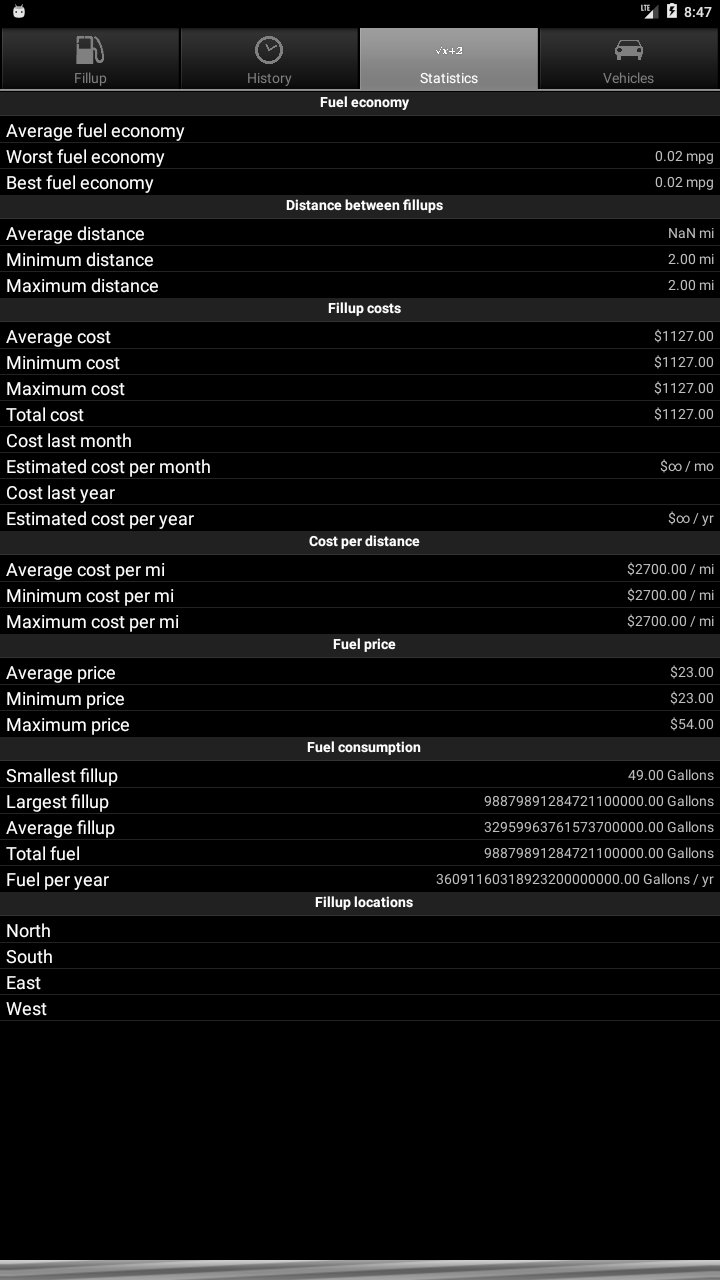 LTE 8:47
Fillup History √x+2 Statistics Vehicles
Fuel economy
Average fuel economy
Worst fuel economy 0.02 mpg
Best fuel economy 0.02 mpg
Distance between fillups
Average distance NaN mi
Minimum distance 2.00 mi
Maximum distance 2.00 mi
Fillup costs
Average cost $1127.00
Minimum cost $1127.00
Maximum cost $1127.00
Total cost $1127.00
Cost last month
Estimated cost per month $∞ / mo
Cost last year
Estimated cost per year $∞ / yr
Cost per distance
Average cost per mi $2700.00 / mi
Minimum cost per mi $2700.00 / mi
Maximum cost per mi $2700.00 / mi
Fuel price
Average price $23.00
Minimum price $23.00
Maximum price $54.00
Fuel consumption
Smallest fillup 49.00 Gallons
Largest fillup 98879891284721100000.00 Gallons
Average fillup 32959963761573700000.00 Gallons
Total fuel 98879891284721100000.00 Gallons
Fuel per year 36091160318923200000000.00 Gallons / yr
Fillup locations
North
South
East
West